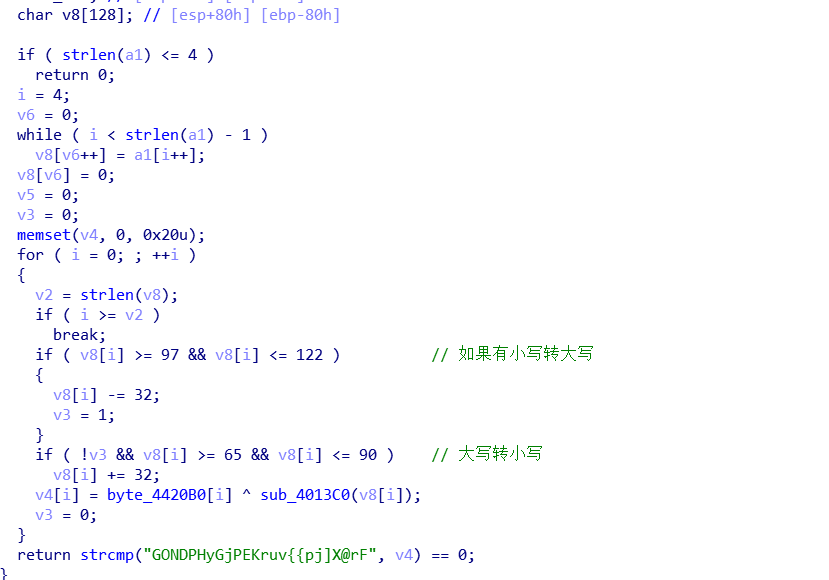 char v8[128]; // [esp+80h] [ebp-80h]
if ( strlen(a1) <= 4 )
return 0;
i = 4;
v6 = 0;
while ( i < strlen(a1) - 1 )
v8[v6++] = a1[i++];
v8[v6] = 0;
v5 = 0;
v3 = 0;
memset(v4, 0, 0x20u);
for ( i = 0; ; ++i )
{
v2 = strlen(v8);
if ( i >= v2 )
break;
if ( v8[i] >= 97 && v8[i] <= 122 ) // 如果有小写转大写
{
v8[i] -= 32;
v3 = 1;
}
if ( !v3 && v8[i] >= 65 && v8[i] <= 90 ) // 大写转小写
v8[i] += 32;
v4[i] = byte_4420B0[i] ^ sub_4013C0(v8[i]);
v3 = 0;
}
return strcmp("GONDPHyGjPEKruv{{pj]X@rF", v4) == 0;
}